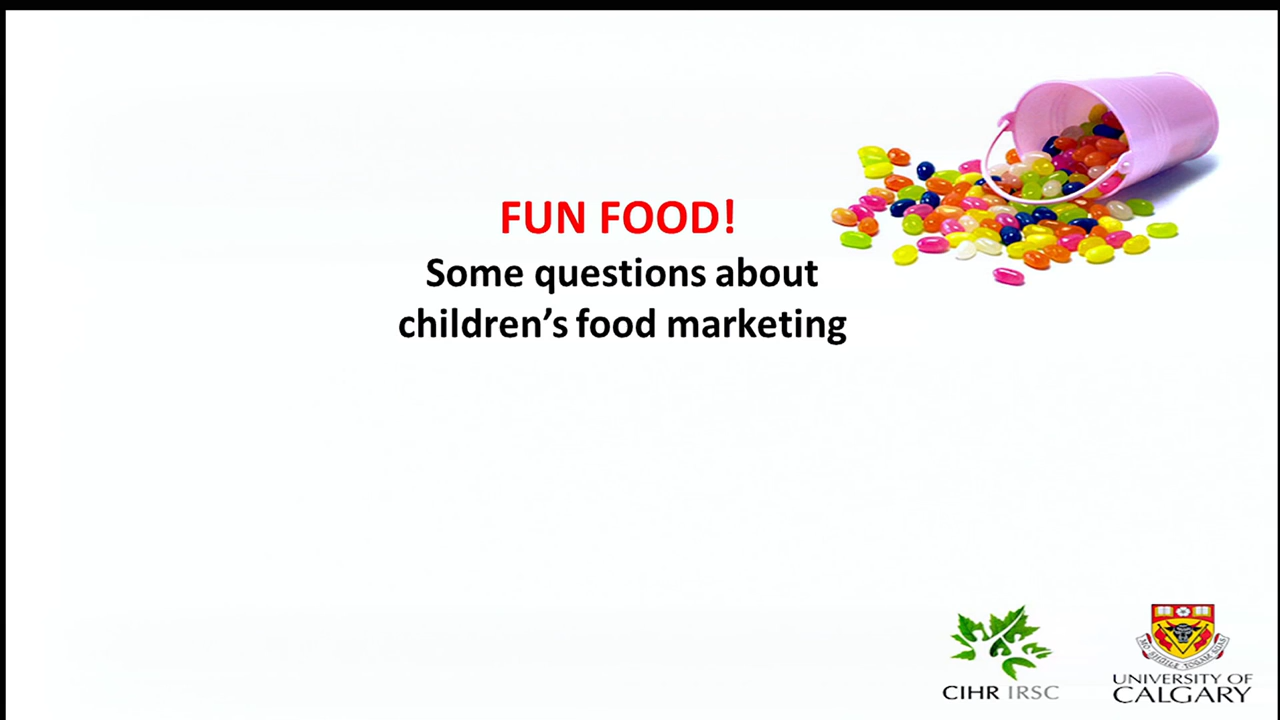 FUN FOOD!
Some questions about
children's food marketing
CIHR IRSC
UNIVERSITY OF
CALGARY